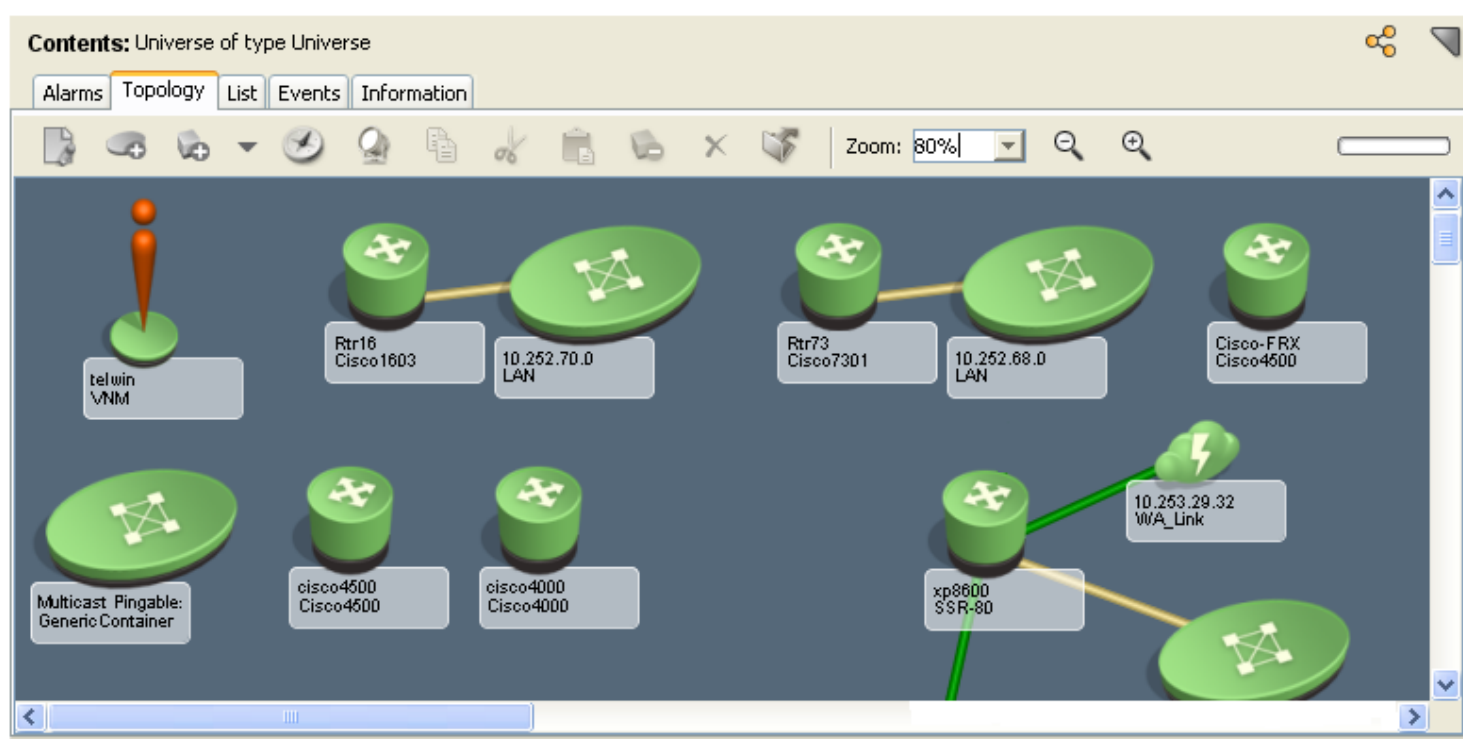 Contents: Universe of type Universe
Alarms Topology List Events Information
Zoom: 80%
telwin
VNM
Rtr16
Cisco1603
10.252.70.0
LAN
Rtr73
Cisco7301
10.252.68.0
LAN
Cisco-FRX
Cisco4500
Multicast Pingable:
Generic Container
cisco4500
Cisco4500
cisco4000
Cisco4000
10.253.29.32
WA_Link
xp8600
SSR-80